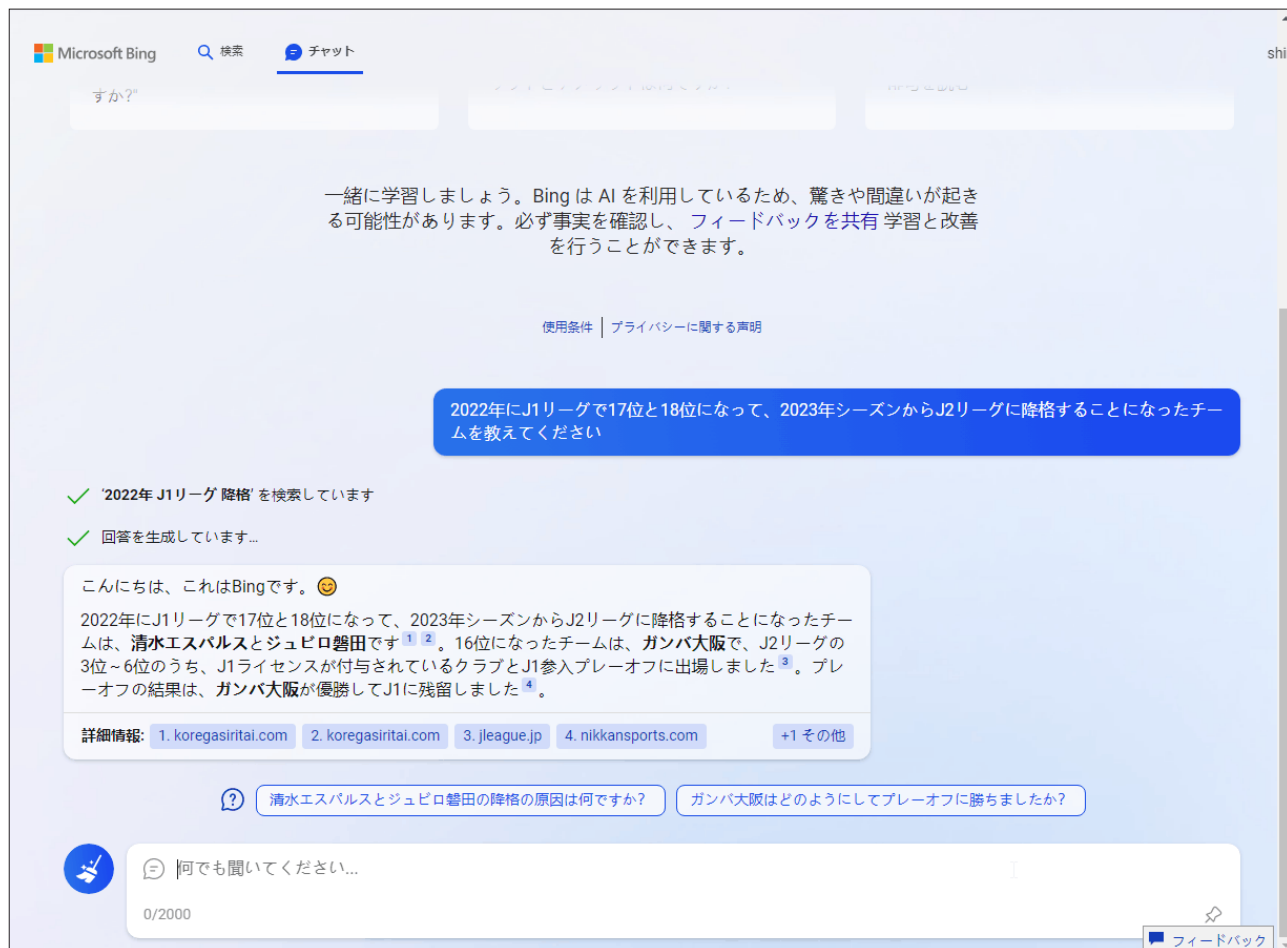 Microsoft Bing
検索
チャット
shi
すか?"
一緒に学習しましょう。Bing は AI を利用しているため、驚きや間違いが起き
る可能性があります。必ず事実を確認し、 フィードバックを共有 学習と改善
を行うことができます。
使用条件
プライバシーに関する声明
2022年にJ1リーグで17位と18位になって、2023年シーズンからJ2リーグに降格することになったチー
ムを教えてください
'2022年 J1リーグ 降格' を検索しています
回答を生成しています...
こんにちは、これはBingです。😊
2022年にJ1リーグで17位と18位になって、2023年シーズンからJ2リーグに降格することになったチー
ムは、清水エスパルスとジュビロ磐田です 1 2 。16位になったチームは、ガンバ大阪で、J2リーグの
3位~6位のうち、J1ライセンスが付与されているクラブとJ1参入プレーオフに出場しました 3 。プレ
ーオフの結果は、ガンバ大阪が優勝してJ1に残留しました 4 。
詳細情報: 1. koregasiritai.com 2. koregasiritai.com 3. jleague.jp 4. nikkansports.com +1 その他
清水エスパルスとジュビロ磐田の降格の原因は何ですか?
ガンバ大阪はどのようにしてプレーオフに勝ちましたか?
何でも聞いてください...
0/2000
フィードバック